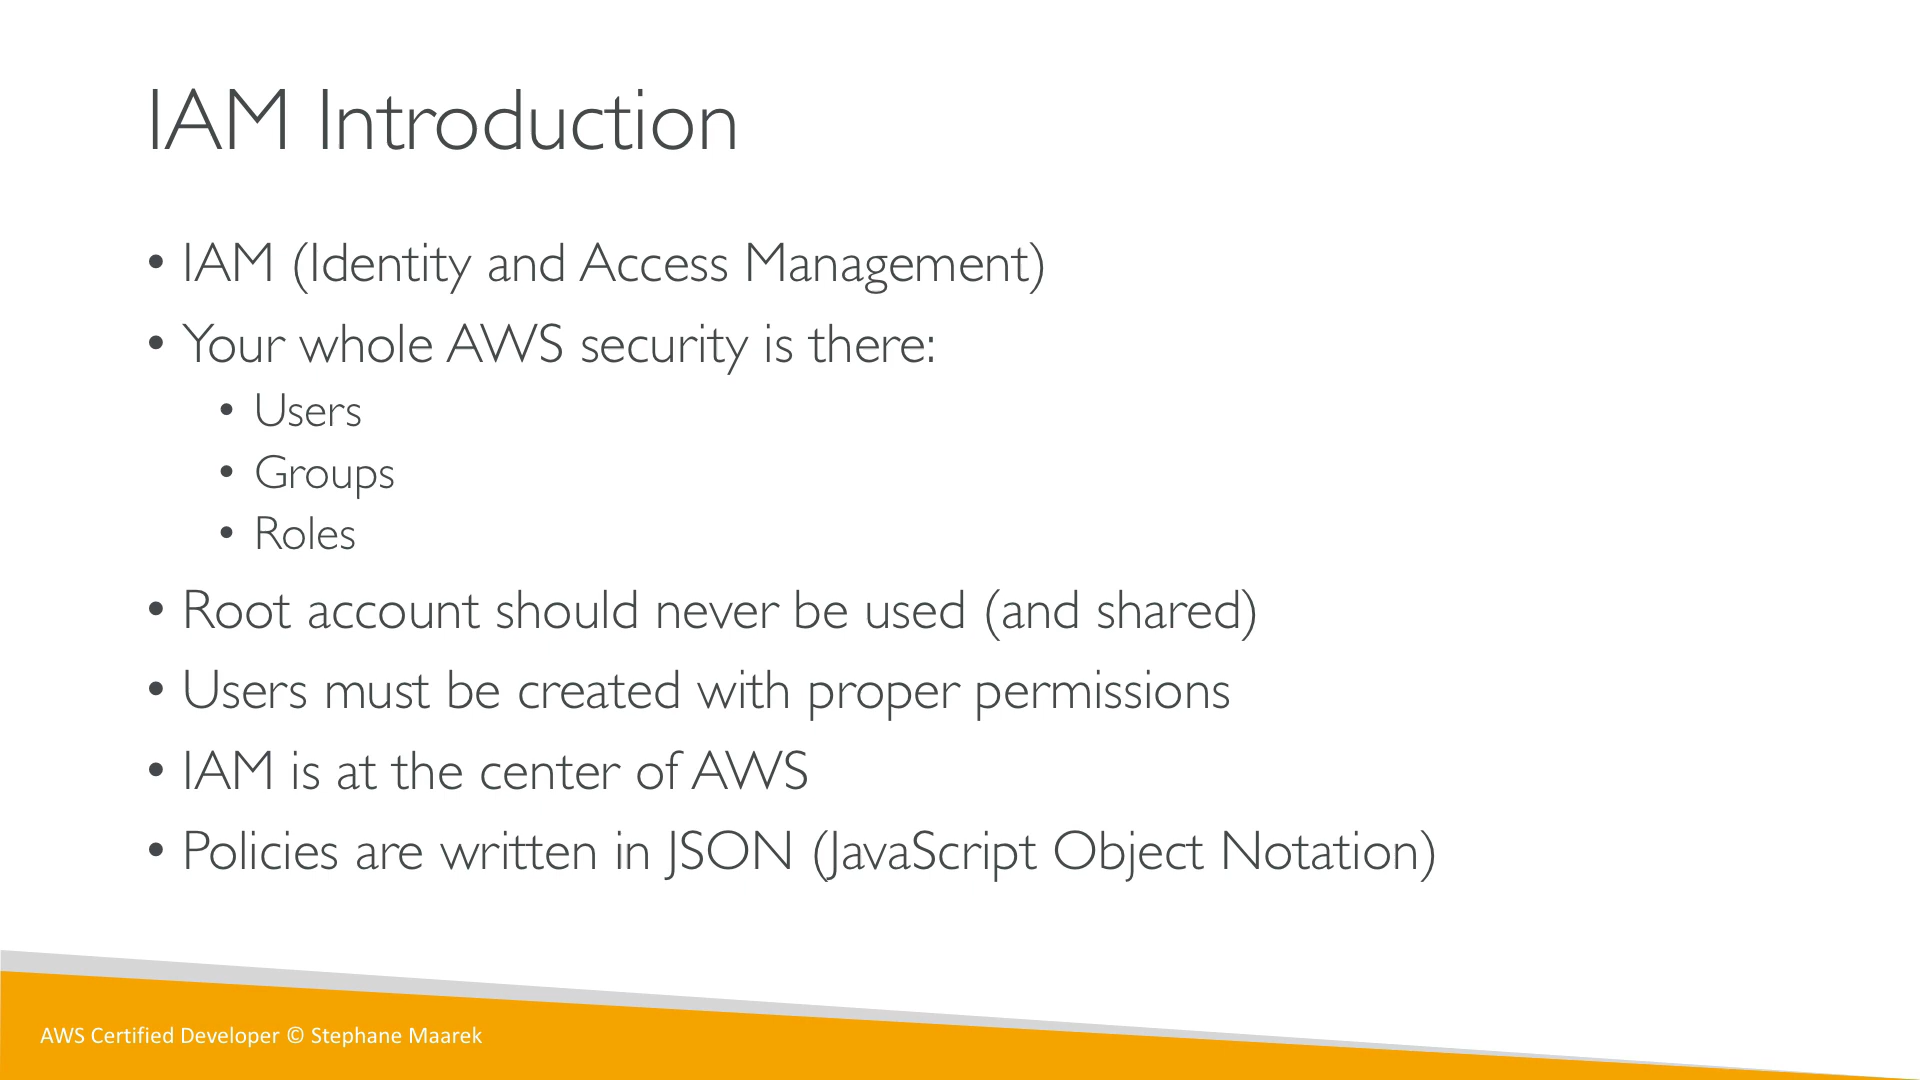 IAM Introduction
• IAM (Identity and Access Management)
• Your whole AWS security is there:
• Users
• Groups
• Roles
• Root account should never be used (and shared)
• Users must be created with proper permissions
• IAM is at the center of AWS
• Policies are written in JSON (JavaScript Object Notation)
AWS Certified Developer © Stephane Maarek